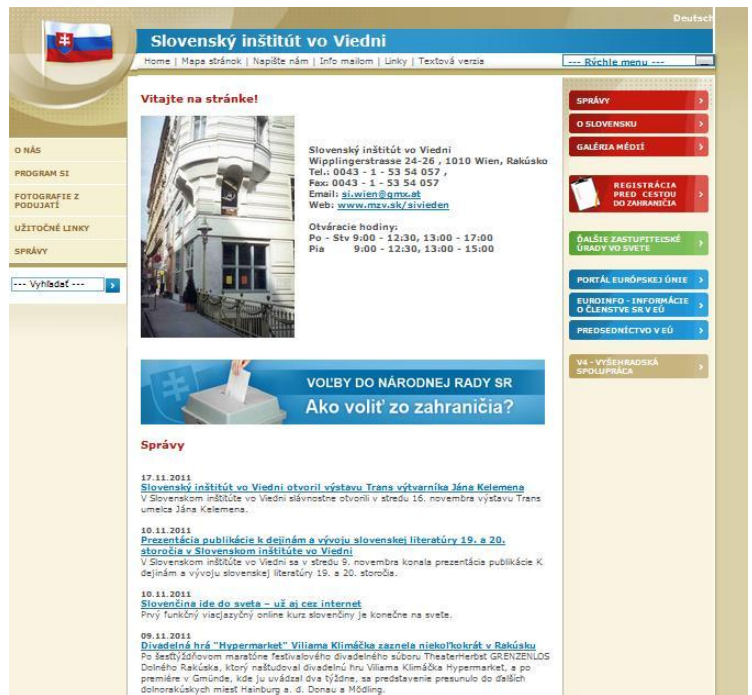 Deutsch
Slovenský inštitút vo Viedni
Home | Mapa stránok | Napíšte nám | Info mailom | Linky | Textová verzia
--- Rýchle menu ---
O NÁS
PROGRAM SI
FOTOGRAFIE Z
PODUJATÍ
UŽITOČNÉ LINKY
SPRÁVY
--- Vyhľadať ---
Vitajte na stránke!
Slovenský inštitút vo Viedni
Wipplingerstrasse 24-26 , 1010 Wien, Rakúsko
Tel.: 0043 - 1 - 53 54 057 ,
Fax: 0043 - 1 - 53 54 057
Email: si.wien@gmx.at
Web: www.mzv.sk/sivieden
Otváracie hodiny:
Po - Stv 9:00 - 12:30, 13:00 - 17:00
Pia 9:00 - 12:30, 13:00 - 15:00
VOĽBY DO NÁRODNEJ RADY SR
Ako voliť zo zahraničia?
Správy
17.11.2011
Slovenský inštitút vo Viedni otvoril výstavu Trans výtvarníka Jána Kelemena
V Slovenskom inštitúte vo Viedni slávnostne otvorili v stredu 16. novembra výstavu Trans
umelca Jána Kelemena.
10.11.2011
Prezentácia publikácie k dejinám a vývoju slovenskej literatúry 19. a 20.
storočia v Slovenskom inštitúte vo Viedni
V Slovenskom inštitúte vo Viedni sa v stredu 9. novembra konala prezentácia publikácie K
dejinám a vývoju slovenskej literatúry 19. a 20. storočia.
10.11.2011
Slovenčina ide do sveta – už aj cez internet
Prvý funkčný viacjazyčný online kurz slovenčiny je konečne na svete.
09.11.2011
Divadelná hrá "Hypermarket" Viliama Klimáčka zaznela niekoľkokrát v Rakúsku
Po šesťtýždňovom maratóne festivalového divadelného súboru TheaterHerbst GRENZENLOS
Dolného Rakúska, ktorý naštudoval divadelnú hru Viliama Klimáčka Hypermarket, a po
premiére v Gmünde, kde ju uvádzal dva týždne, sa predstavenie presunulo do ďalších
dolnorakúskych miest Hainburg a. d. Donau a Mödling.
SPRÁVY
O SLOVENSKU
GALÉRIA MÉDIÍ
REGISTRÁCIA
PRED CESTOU
DO ZAHRANIČIA
ĎALŠIE ZASTUPITEĽSKÉ
ÚRADY VO SVETE
PORTÁL EURÓPSKEJ ÚNIE
EUROINFO - INFORMÁCIE
O ČLENSTVE SR V EÚ
PREDSEDNÍCTVO V EÚ
V4 - VYŠEHRADSKÁ
SPOLUPRÁCA